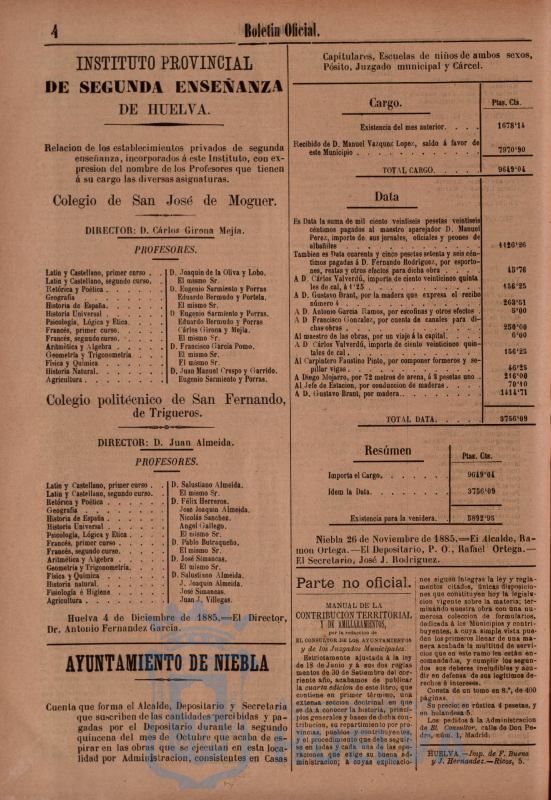 4
Boletin Oficial.
INSTITUTO PROVINCIAL
DE SEGUNDA ENSEÑANZA
DE HUELVA.
Relacion de los establecimientos privados de segunda
enseñanza, incorporados á este Instituto, con ex-
presion del nombre de los Profesores que tienen
á su cargo las diversas asignaturas.
Colegio de San José de Moguer.
DIRECTOR: D. Cárlos Girona Mejía.
PROFESORES.
Latin y Castellano, primer curso . . D. Joaquin de la Oliva y Lobo.
Latin y Castellano, segundo curso. . El mismo Sr.
Retórica y Poética . . . . D. Eugenio Sarmiento y Porras
Geografía . . . . Eduardo Bermudo y Portela.
Historia de España. . . . El mismo Sr.
Historia Universal . . . . D Eugenio Sarmiento y Porras.
Psicología, Lógica y Etica. . . Eduardo Bermudo y Porras
Francés, primer curso. . . . Cárlos Girona y Mejía.
Francés, segundo curso. . . . El mismo Sr.
Aritmética y Algebra . . . D. Francisco García Pomo.
Geometría y Trigonometría . . . El mismo Sr.
Física y Química . . . . El mismo Sr.
Historia Natural. . . . D. Juan Manuel Crespo y Garrido.
Agricultura . . . . Eugenio Sarmiento y Porras.
Colegio politécnico de San Fernando,
de Trigueros.
DIRECTOR: D. Juan Almeida.
PROFESORES.
Latin y Castellano, primer curso . . D. Salustiano Almeida.
Latin y Castellano, segundo curso. . El mismo Sr.
Retórica y Poética . . . . D. Félix Herreros.
Geografía . . . . José Joaquin Almeida.
Historia de España . . . . Nicolás Sanchez.
Historia Universal . . . . Angel Gallego.
Psicología, Lógica y Etica . . . El mismo Sr.
Francés, primer curso . . . D. Pablo Butraqueño.
Francés, segundo curso. . . . El mismo Sr.
Aritmética y Algebra . . . D. José Simancas.
Geometría y Trigonometría. . . El mismo Sr.
Física y Química . . . . D. Salustiano Almeida.
Historia natural. . . . J. Joaquin Almeida.
Fisiología é Higiene . . . José Simancas.
Agricultura . . . . Juan J. Villegas.
Huelva 4 de Diciembre de 1885.—El Director,
Dr. Antonio Fernandez García.
AYUNTAMIENTO DE NIEBLA
Cuenta que forma el Alcalde, Depositario y Secretario
que suscriben de las cantidades percibidas y pa-
gadas por el Depositario durante la segunda
quincena del mes de Octubre que acaba de es-
pirar en las obras que se ejecutan en esta loca-
lidad por Administracion, consistentes en Casas
Capitulares, Escuelas de niños de ambos sexos,
Pósito, Juzgado municipal y Cárcel.
Cargo. Ptas. Cts.
Existencia del mes anterior. . . . 1678'14
Recibido de D. Manuel Vazquez Lopez, saldo á favor de
este Municipio . . . . 7970'90
TOTAL CARGO. . . . 9649'04
Data
Es Data la suma de mil ciento veintiseis pesetas veintiseis
céntimos pagados al maestro aparejador D. Manuel
Perez, importe de sus jornales, oficiales y peones de
albañiles . . . . 1126'26
Tambien es Data cuarenta y cinco pesetas setenta y seis cén-
timos pagadas á D. Fernando Rodriguez, por esporto-
nes, restas y otros efectos para dicha obra . . 45'76
A D. Cárlos Valverdú, importe de ciento veinticinco quinta
les de cal, á 1'25 . . . . 156'25
A D. Gustavo Brant, por la madera que expresa el recibo
número 4 . . . . 263'51
A D. Antonio García Ramos, por escofinas y otros efectos 5'00
A D. Francisco Gonzalez, por cuenta de canales para di-
chas obras . . . . 250'00
Al maestro de las obras, por un viaje á la capital. . . 6'00
A D. Cárlos Valverdú, importe de ciento veinticinco quin-
tales de cal. . . . 156'25
Al Carpintero Faustino Pinto, por componer formeros y se-
pillar vigas . . . . 46'25
A Diego Mojarro, por 72 metros de arena, á 3 pesetas uno . 216'00
Al Jefe de Estacion, por conduccion de maderas . . 70'10
A D. Gustavo Brant, por madera. . . . 1414'71
TOTAL DATA. . . . 3756'09
Resúmen Ptas. Cts.
Importa el Cargo. . . . 9649'04
Idem la Data. . . . 3756'09
Existencia para la venidera. . . 5892'95
Niebla 26 de Noviembre de 1885.—El Alcalde, Ra-
mon Ortega.—El Depositario, P. O., Rafael Ortega.—
El Secretario, José J. Rodriguez.
Parte no oficial.
MANUAL DE LA
CONTRIBUCION TERRITORIAL
Y DE AMILLARAMIENTOS,
por la redaccion de
EL CONSULTOR DE LOS AYUNTAMIENTOS
y de los Juzgados Municipales.
Estrictamente ajustada á la ley
de 18 de Junio y á sus dos regla-
mentos de 30 de Setiembre del cor-
riente año, acabamos de publicar
la cuarta edicion de este libro; que
contiene en primer término, una
extensa seccion doctrinal en que
se dá á conocer la historia, princi-
pios generales y bases de dicha con-
tribucion, su repartimiento por pro-
vincias, pueblos y contribuyentes,
el procedimiento que debe seguir-
se en todas y cada una de las ope-
raciones que exige su buena ad-
ministracion; á cuyas explicacio-
nes siguen íntegras la ley y regla-
mentos citados, únicas disposicio-
nes que constituyen hoy la legisla-
cion vigente sobre la materia; ter-
minando nuestra obra con una nu-
merosa coleccion de formularios,
dedicada á los Municipios y contri-
buyentes, á cuya simple vista pue-
den los primeros llenar de una ma-
nera acabada la multitud de servi-
cios que en este ramo les están en-
comendados, y cumplir los segun-
dos sus deberes ineludibles y acu-
dir en defensa de sus legítimos de-
rechos é intereses.
Consta de un tomo en 8.º, de 400
páginas.
Su precio: en rústica 4 pesetas, y
en holandesa 5.
Los pedidos á la Administracion
de El Consultor, calle de Don Pe-
dro, núm. 1, Madrid.
HUELVA.—Imp. de F. Bueno
y J. Hernandez.—Ricos, 5.